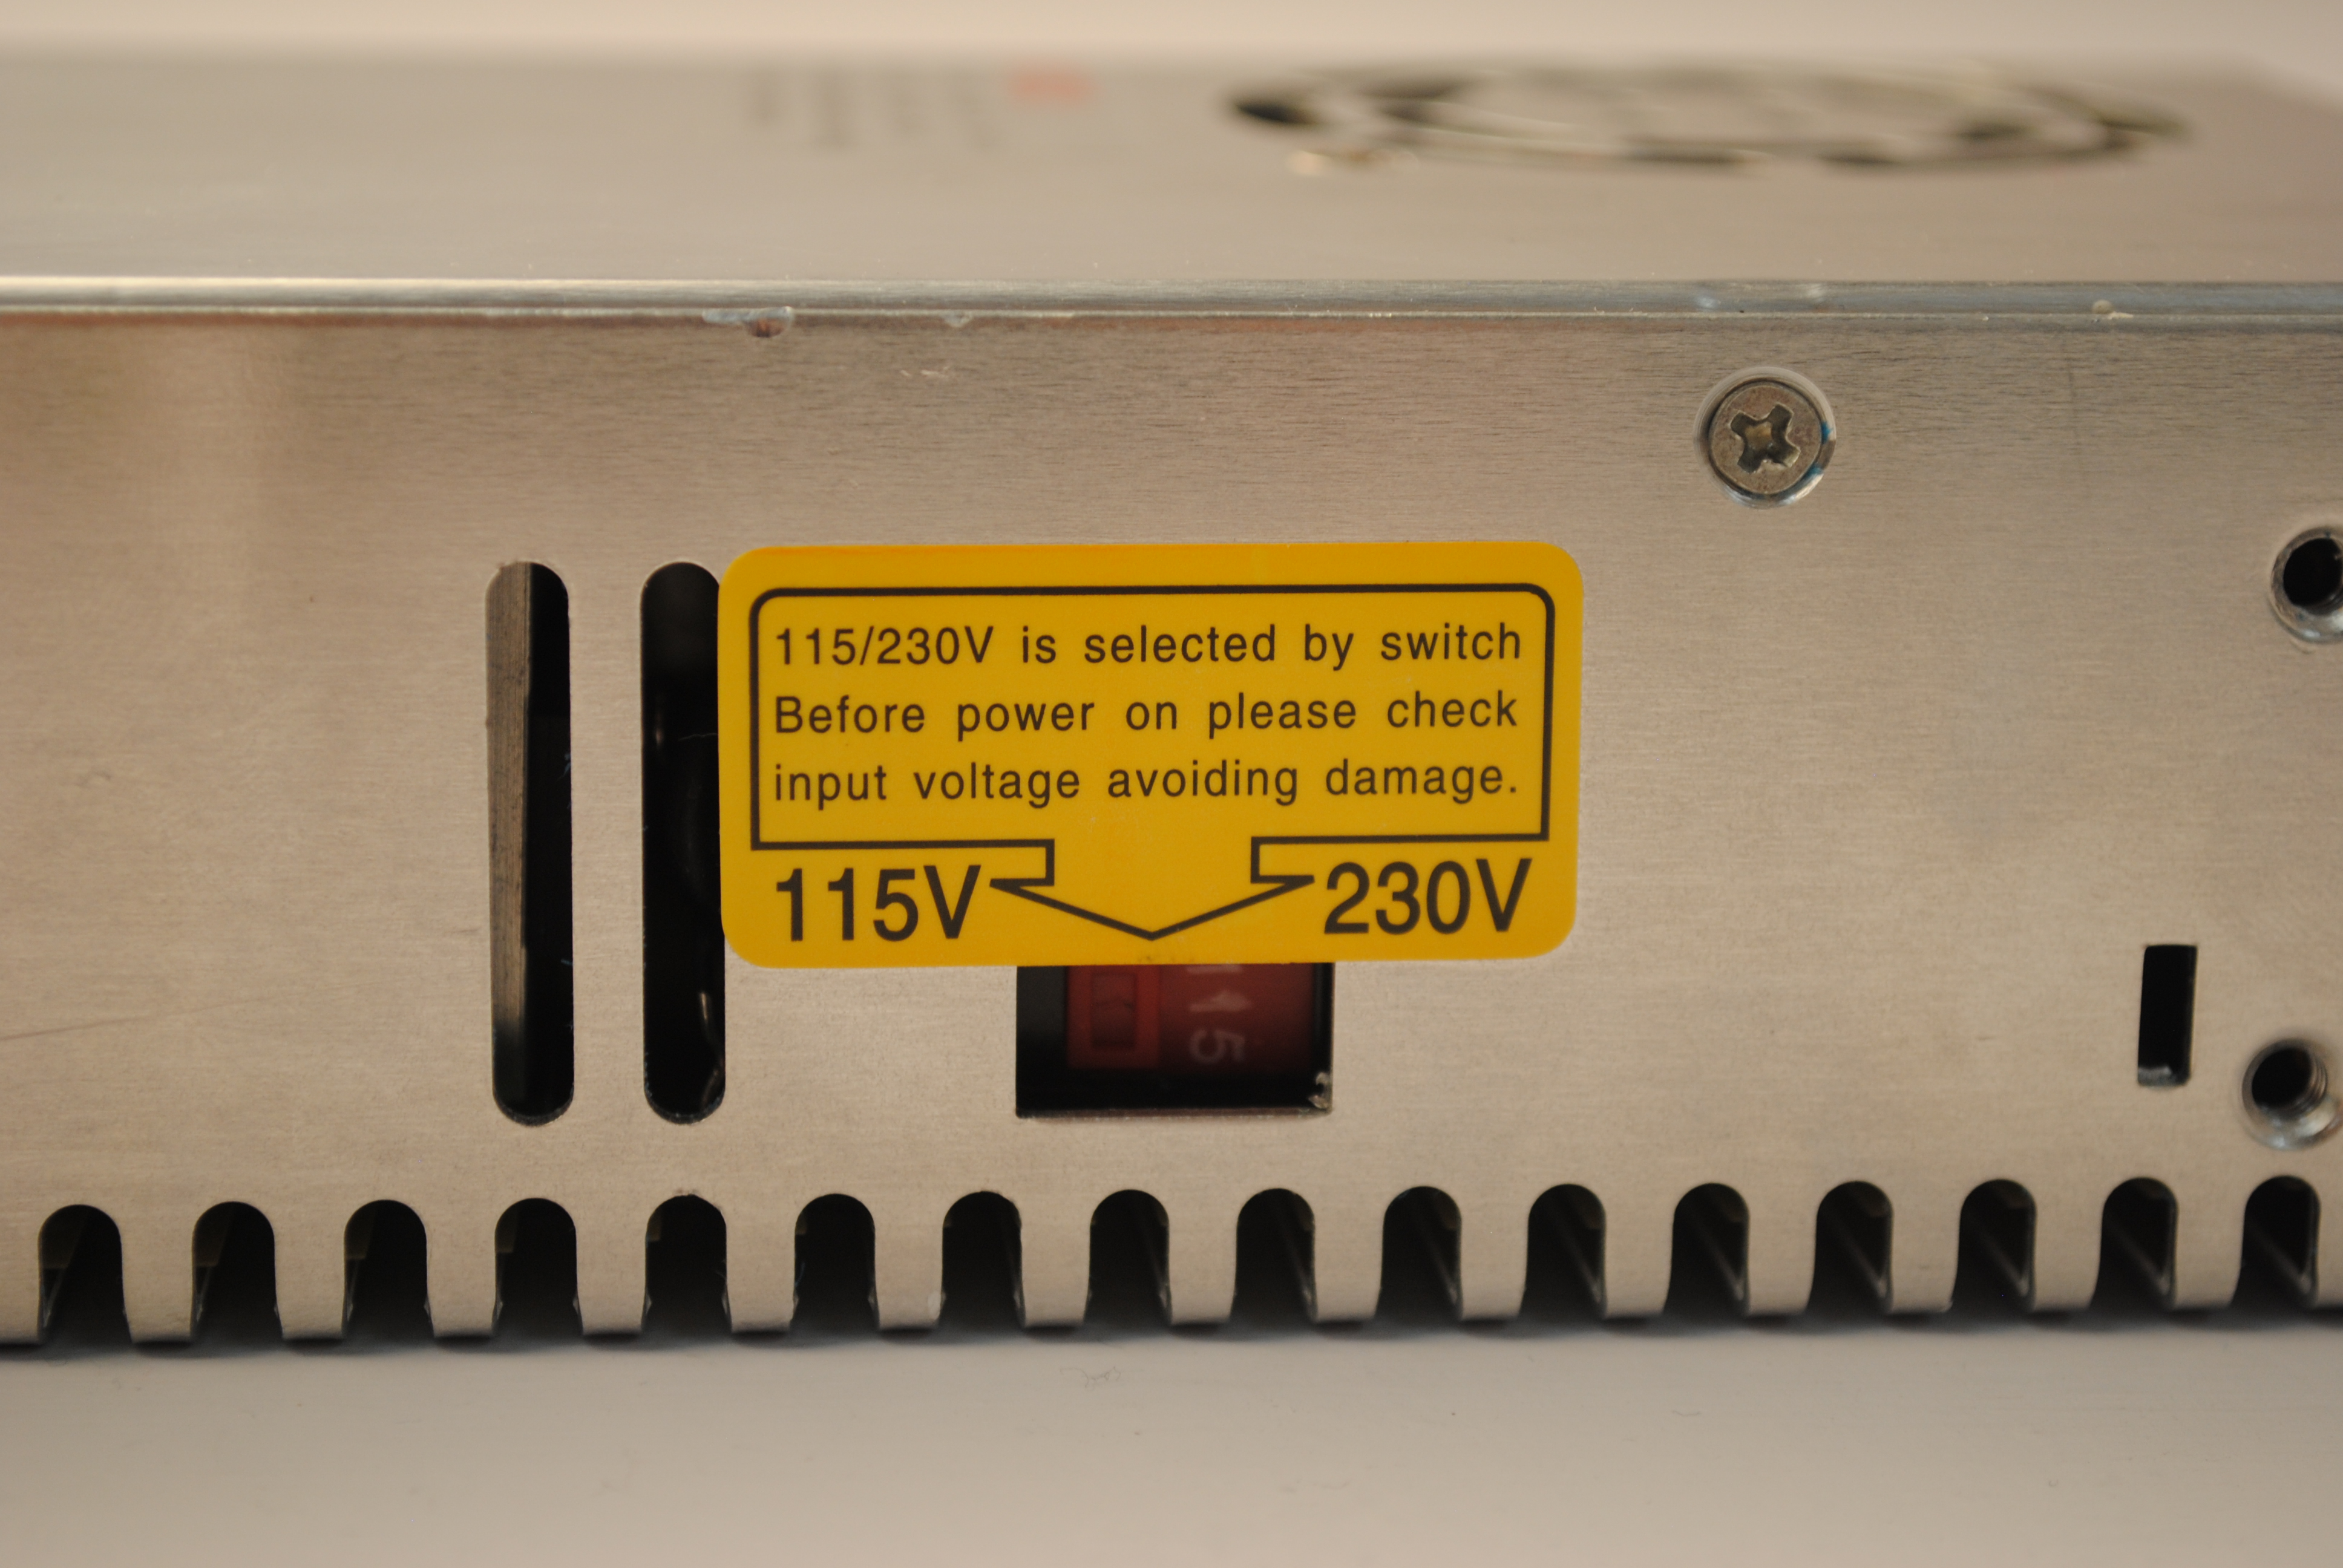 115/230V is selected by switch
Before power on please check
input voltage avoiding damage.
115V 230V
115